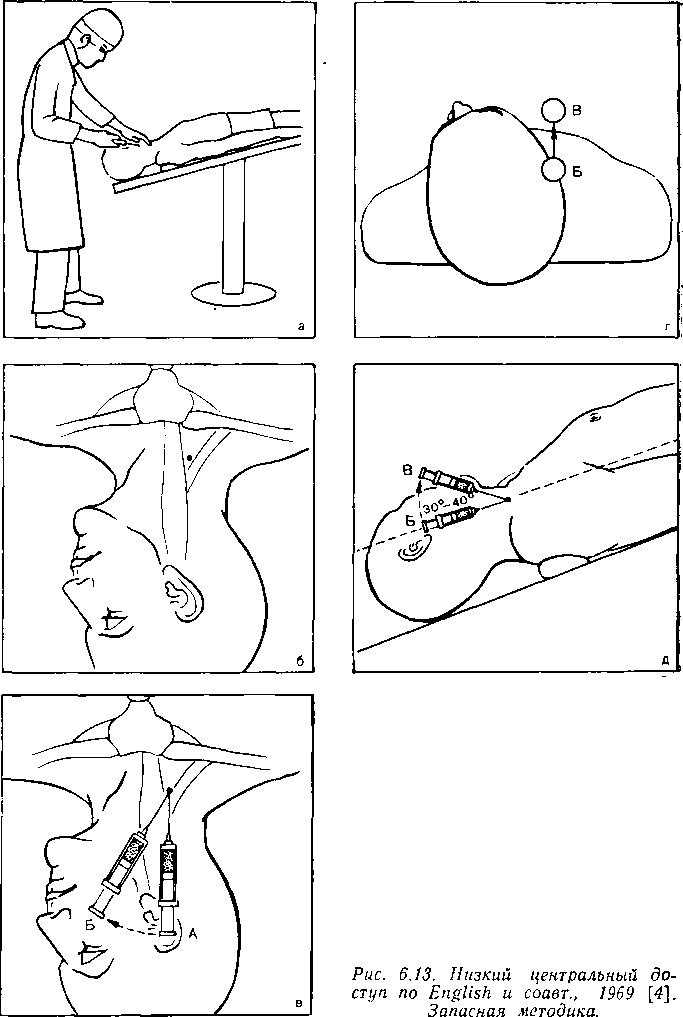 а
В
Б
г
б
В
30°–40°
Б
д
Б
А
в
Рис. 6.13. Низкий центральный до-
ступ по English и соавт., 1969 [4].
Запасная методика.